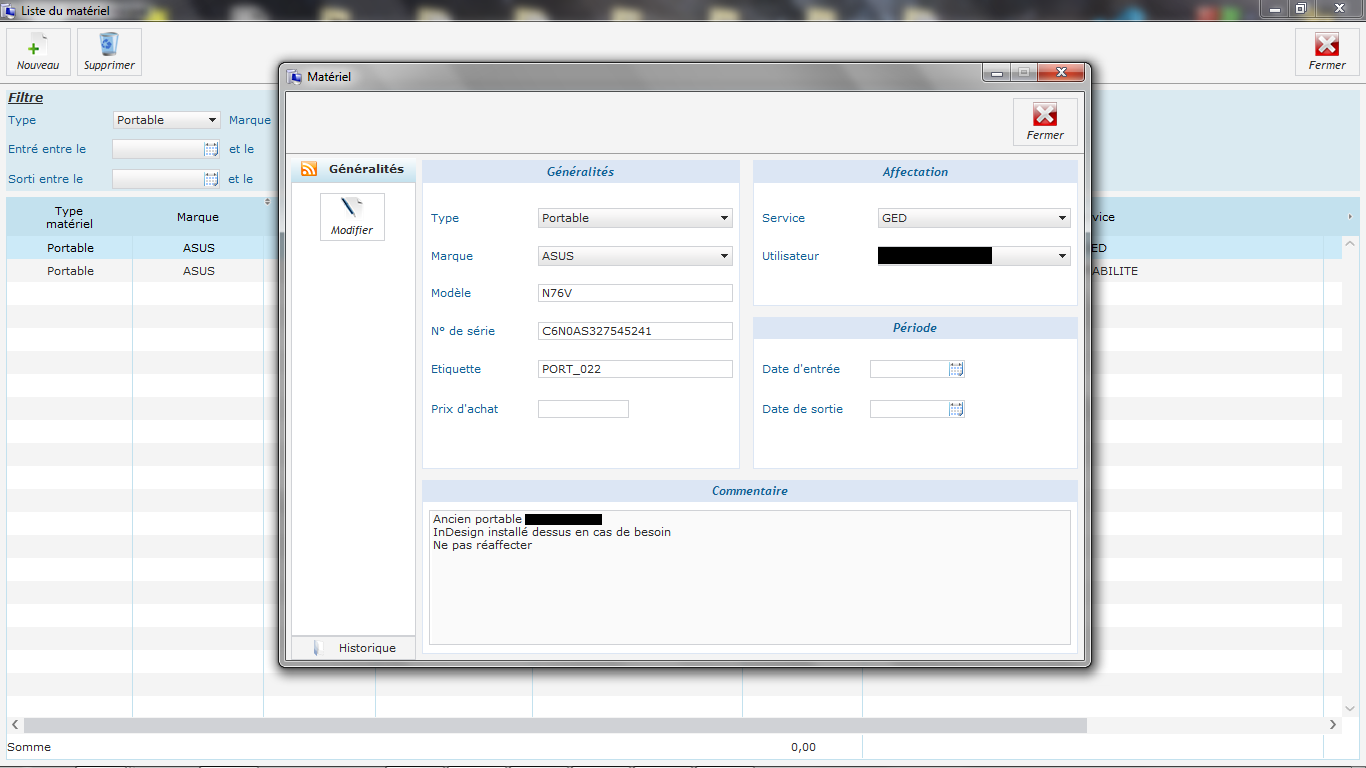 Liste du matériel
Nouveau
Supprimer
Fermer
Filtre
Type
Portable
Marque
Entré entre le
et le
Sorti entre le
et le
Type matériel
Marque
vice
Portable
ASUS
ED
Portable
ASUS
ABILITE
Somme
0,00
Matériel
Fermer
Généralités
Modifier
Historique
Généralités
Type
Portable
Marque
ASUS
Modèle
N76V
N° de série
C6N0AS327545241
Etiquette
PORT_022
Prix d'achat
Affectation
Service
GED
Utilisateur
Période
Date d'entrée
Date de sortie
Commentaire
Ancien portable
InDesign installé dessus en cas de besoin
Ne pas réaffecter